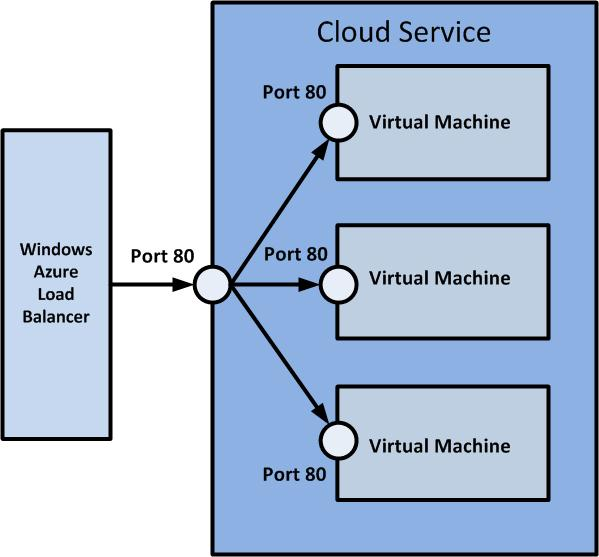 Cloud Service
Port 80
Virtual Machine
Windows
Azure
Load
Balancer
Port 80
Port 80
Virtual Machine
Virtual Machine
Port 80